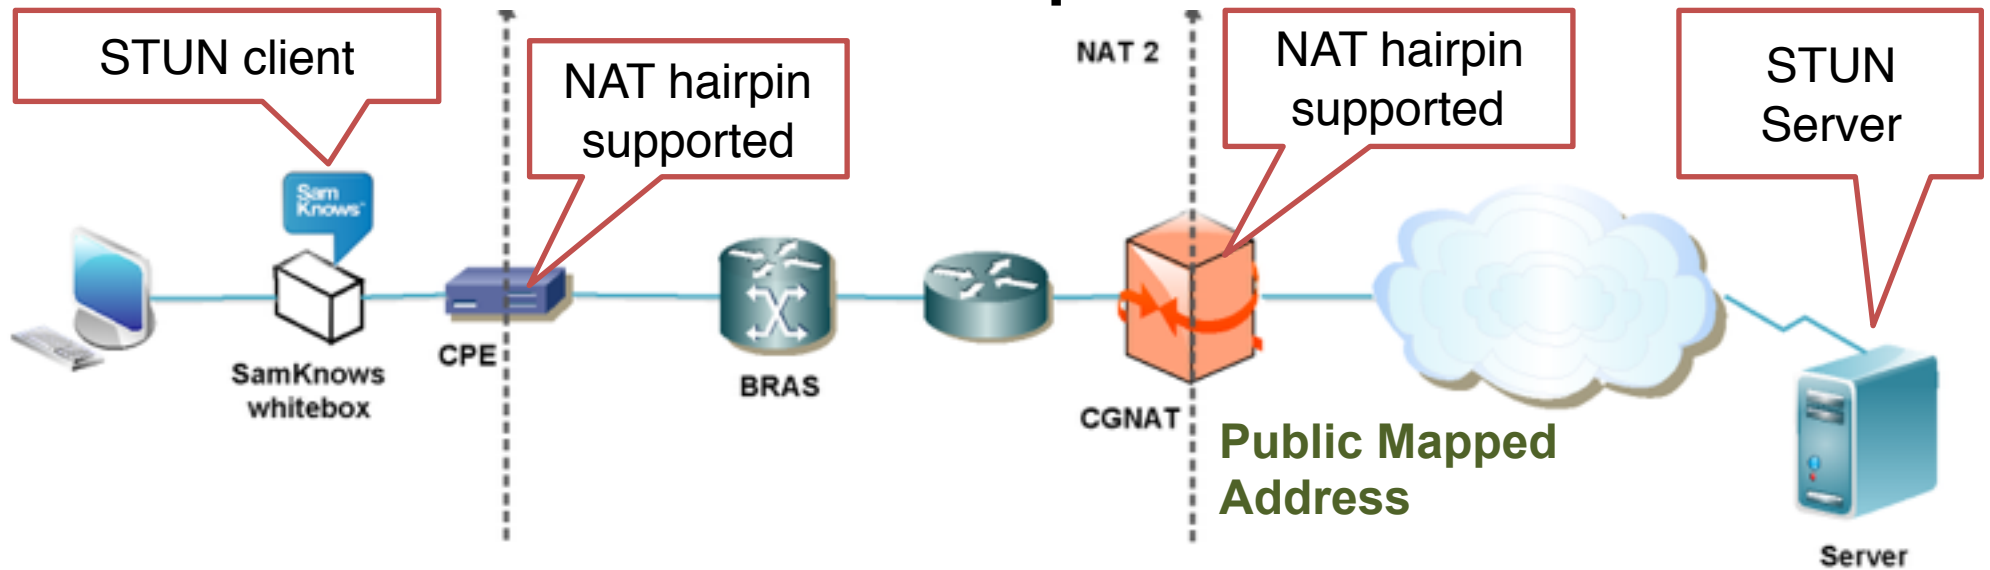 STUN client
NAT hairpin
supported
NAT 2
NAT hairpin
supported
STUN
Server
Sam
Knows™
SamKnows
whitebox
CPE
BRAS
CGNAT
Public Mapped
Address
Server